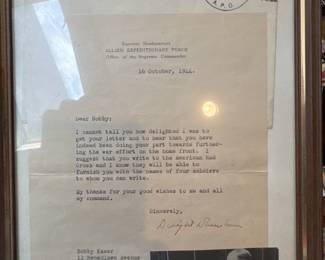 A.P.O.
Supreme Headquarters
ALLIED EXPEDITIONARY FORCE
Office of the Supreme Commander
16 October, 1944.
Dear Bobby:
I cannot tell you how delighted I was to
get your letter and to hear that you have
indeed been doing your part towards further-
ing the war effort on the home front. I
suggest that you write to the American Red
Cross and I know they will be able to
furnish you with the names of four soldiers
to whom you can write.
My thanks for your good wishes to me and all
my command.
Sincerely,
Dwight D Eisenhower
Bobby
Avenue